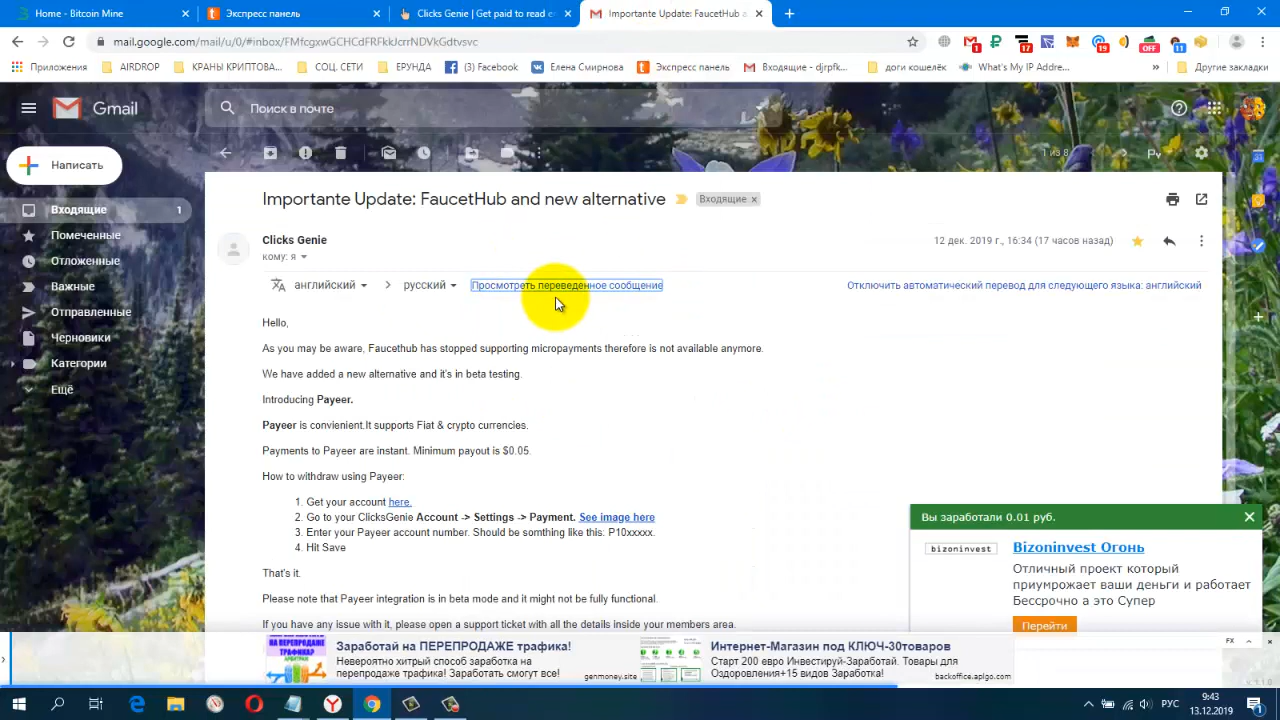 Home - Bitcoin Mine
Экспресс панель
Clicks Genie | Get paid to read e
Importante Update: FaucetHub an
mail.google.com/mail/u/0/#inbox/FMfcgxwGCHCdFRFkkJcrrNDVkGdtvsvc
1
17
19
OFF
11
Приложения
AIRDROP
КРАНЫ КРИПТОВА...
СОЦ. СЕТИ
ЕРУНДА
(3) Facebook
Елена Смирнова
Экспресс панель
Входящие - djrpfk...
доги кошелёк
What's My IP Addre...
»
Другие закладки
Gmail
Поиск в почте
Написать
1 из 8
Входящие
1
Помеченные
Отложенные
Важные
Отправленные
Черновики
Категории
Ещё
Importante Update: FaucetHub and new alternative
Входящие x
Clicks Genie
кому: я
12 дек. 2019 г., 16:34 (17 часов назад)
английский
русский
Просмотреть переведенное сообщение
Отключить автоматический перевод для следующего языка: английский
Hello,
As you may be aware, Faucethub has stopped supporting micropayments therefore is not available anymore.
We have added a new alternative and it's in beta testing.
Introducing Payeer.
Payeer is convienient.It supports Fiat & crypto currencies.
Payments to Payeer are instant. Minimum payout is $0.05.
How to withdraw using Payeer:
1. Get your account here.
2. Go to your ClicksGenie Account -> Settings -> Payment. See image here
3. Enter your Payeer account number. Should be somthing like this: P10xxxxx.
4. Hit Save
That's it.
Please note that Payeer integration is in beta mode and it might not be fully functional.
If you have any issue with it, please open a support ticket with all the details inside your members area.
Вы заработали 0.01 руб.
bizoninvest
Bizoninvest Огонь
Отличный проект который
приумрожает ваши деньги и работает
Бессрочно а это Супер
Перейти
Заработай на ПЕРЕПРОДАЖЕ трафика!
Невероятно хитрый способ заработка на
перепродаже трафика! Заработать смогут все!
genmoney.site
Интернет-Магазин под КЛЮЧ-30товаров
Старт 200 евро Инвестируй-Заработай. Товары для
Оздоровления+15 видов Заработка!
backoffice.aplgo.com
FX
v 1.1.0
РУС
9:43
13.12.2019